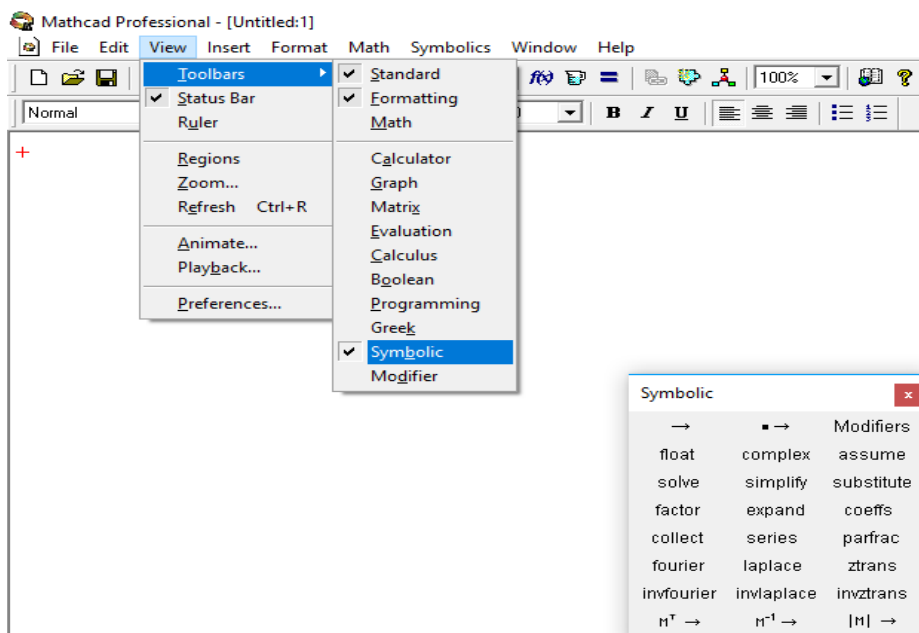 Mathcad Professional - [Untitled:1]
File Edit View Insert Format Math Symbolics Window Help
100%
Normal
B I U
Toolbars
Status Bar
Ruler
Regions
Zoom...
Refresh Ctrl+R
Animate...
Playback...
Preferences...
Standard
Formatting
Math
Calculator
Graph
Matrix
Evaluation
Calculus
Boolean
Programming
Greek
Symbolic
Modifier
Symbolic x
→ ▪ → Modifiers
float complex assume
solve simplify substitute
factor expand coeffs
collect series parfrac
fourier laplace ztrans
invfourier invlaplace invztrans
Mᵀ → M⁻¹ → |M| →